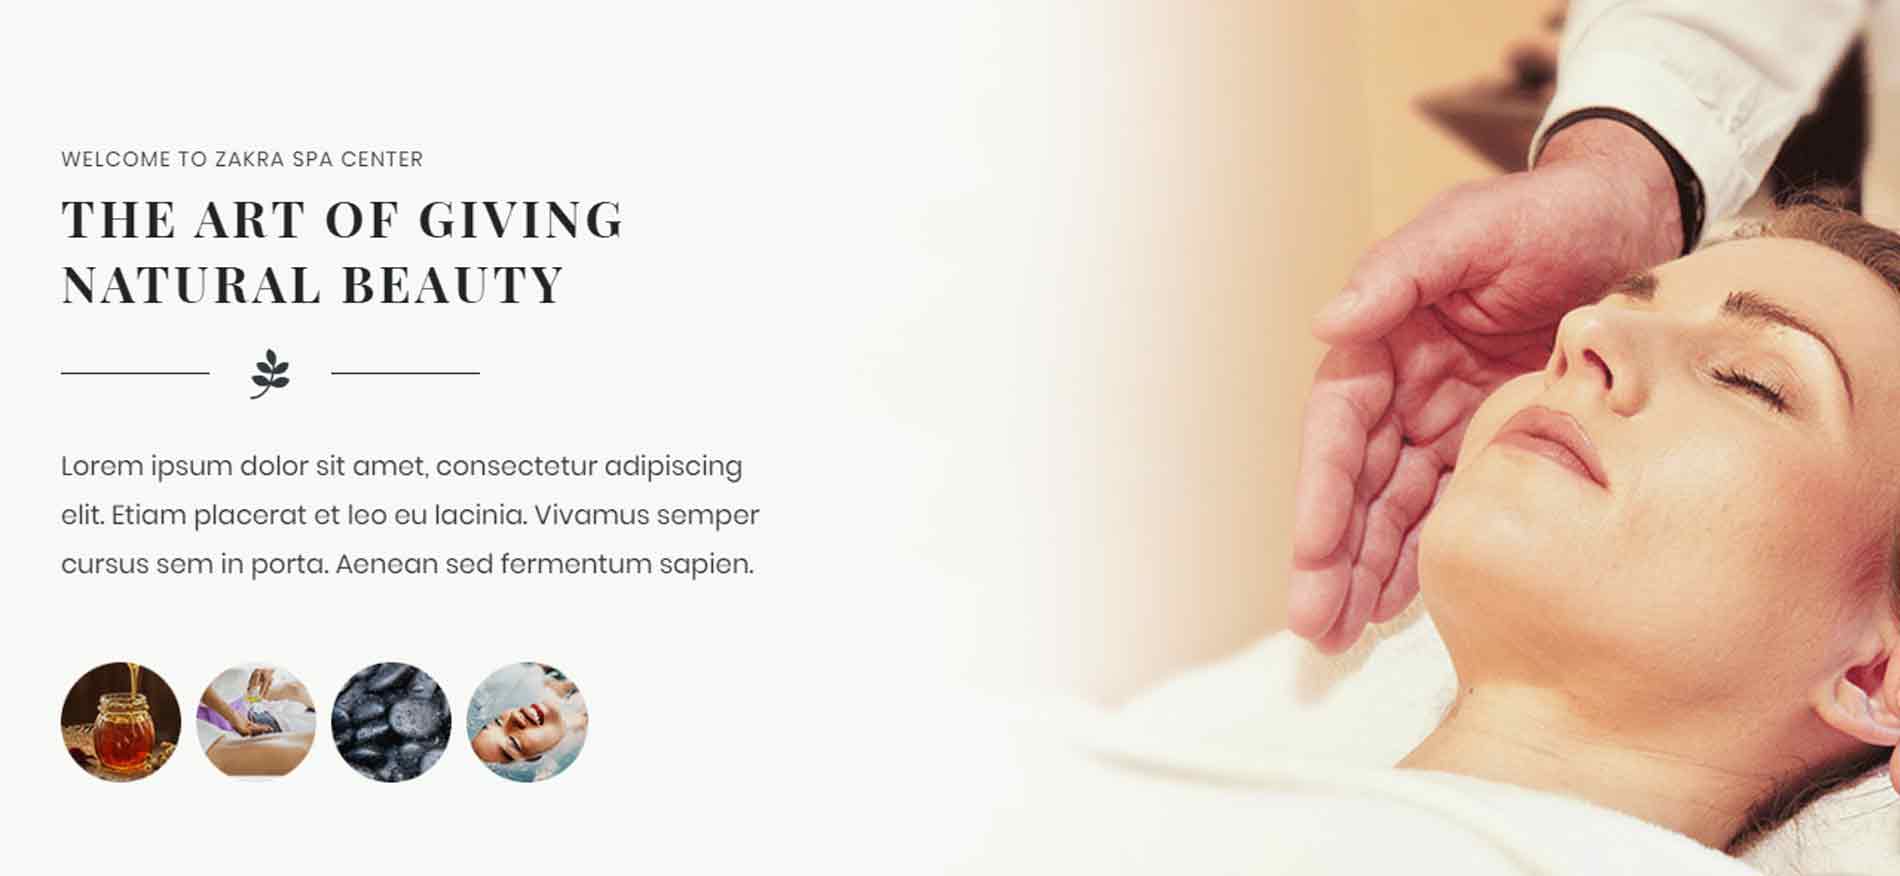 WELCOME TO ZAKRA SPA CENTER
THE ART OF GIVING
NATURAL BEAUTY
Lorem ipsum dolor sit amet, consectetur adipiscing
elit. Etiam placerat et leo eu lacinia. Vivamus semper
cursus sem in porta. Aenean sed fermentum sapien.